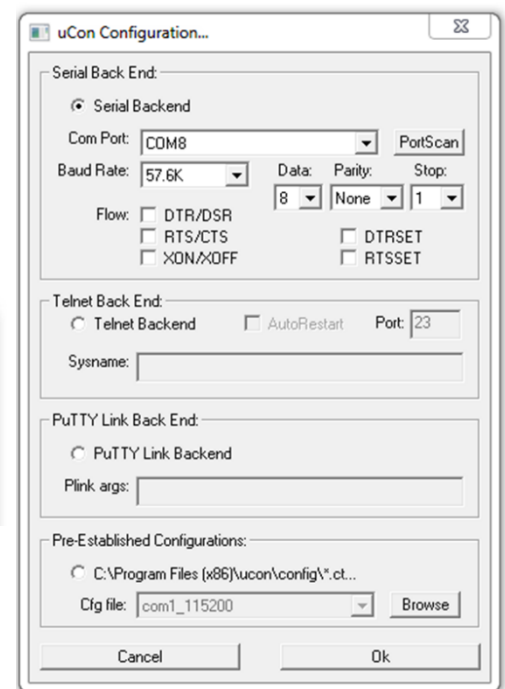 uCon Configuration...
Serial Back End:
Serial Backend
Com Port: COM8 PortScan
Baud Rate: 57.6K Data: 8 Parity: None Stop: 1
Flow: DTR/DSR
RTS/CTS DTRSET
XON/XOFF RTSSET
Telnet Back End:
Telnet Backend AutoRestart Port: 23
Sysname:
PuTTY Link Back End:
PuTTY Link Backend
Plink args:
Pre-Established Configurations:
C:\Program Files (x86)\ucon\config\*.ct...
Cfg file: com1_115200 Browse
Cancel Ok